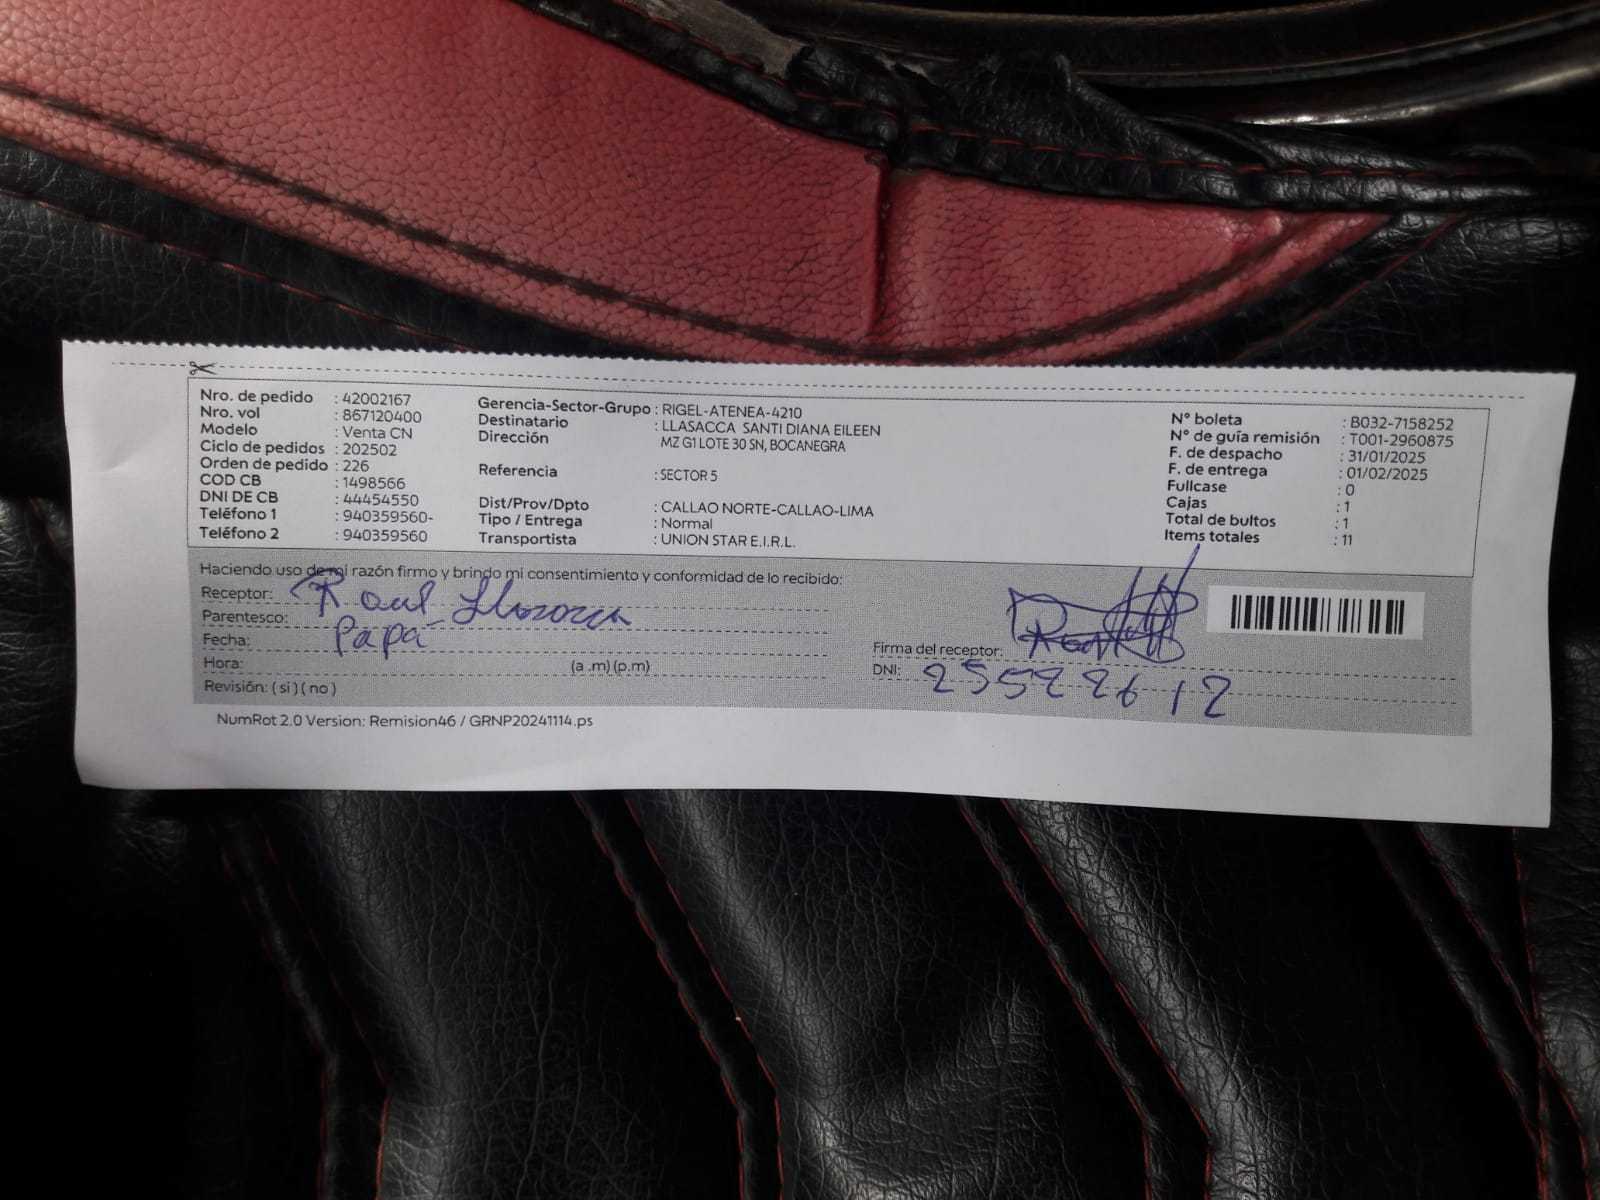 Nro. de pedido : 42002167
Nro. vol : 867120400
Modelo : Venta CN
Ciclo de pedidos : 202502
Orden de pedido : 226
COD CB : 1498566
DNI DE CB : 44454550
Teléfono 1 : 940359560-
Teléfono 2 : 940359560
Gerencia-Sector-Grupo : RIGEL-ATENEA-4210
Destinatario : LLASACCA SANTI DIANA EILEEN
Dirección MZ G1 LOTE 30 SN, BOCANEGRA
Referencia : SECTOR 5
Dist/Prov/Dpto : CALLAO NORTE-CALLAO-LIMA
Tipo / Entrega : Normal
Transportista : UNION STAR E.I.R.L.
N° boleta : B032-7158252
N° de guía remisión : T001-2960875
F. de despacho : 31/01/2025
F. de entrega : 01/02/2025
Fullcase : 0
Cajas : 1
Total de bultos : 1
Items totales : 11
Haciendo uso de mi razón firmo y brindo mi consentimiento y conformidad de lo recibido:
Receptor: Raul
Parentesco: Papá
Fecha:
Hora: (a .m) (p.m)
Revisión: ( si ) ( no )
Firma del receptor:
DNI: 25522612
NumRot 2.0 Version: Remision46 / GRNP20241114.ps